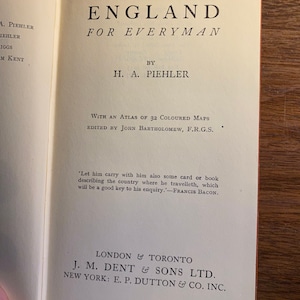 A. PIEHLER
ENGLAND
FOR EVERYMAN
BY
H. A. PIEHLER
WITH AN ATLAS OF 32 COLOURED MAPS
EDITED BY JOHN BARTHOLOMEW, F.R.G.S.
'Let him carry with him also some card or book
describing the country where he travelleth, which
will be a good key to his enquiry.'—FRANCIS BACON.
LONDON & TORONTO
J. M. DENT & SONS LTD.
NEW YORK: E. P. DUTTON & CO. INC.